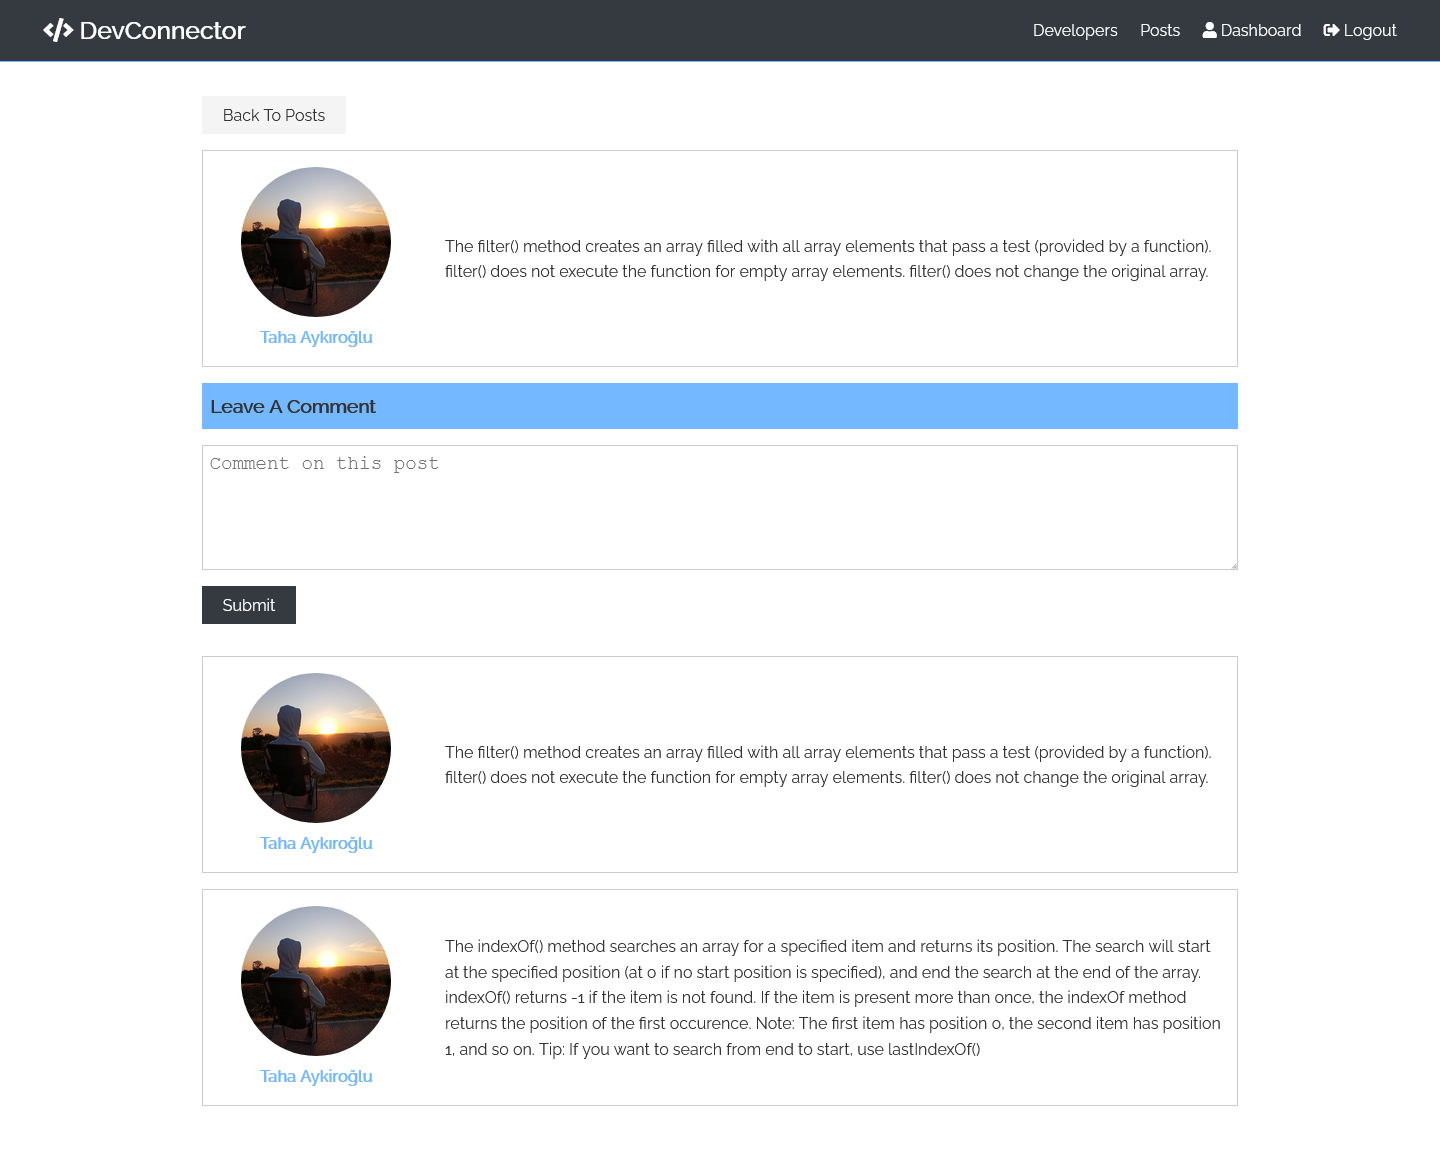 DevConnector
Developers
Posts
Dashboard
Logout
Back To Posts
The filter() method creates an array filled with all array elements that pass a test (provided by a function).
filter() does not execute the function for empty array elements. filter() does not change the original array.
Taha Aykıroğlu
Leave A Comment
Comment on this post
Submit
The filter() method creates an array filled with all array elements that pass a test (provided by a function).
filter() does not execute the function for empty array elements. filter() does not change the original array.
Taha Aykıroğlu
The indexOf() method searches an array for a specified item and returns its position. The search will start
at the specified position (at 0 if no start position is specified), and end the search at the end of the array.
indexOf() returns -1 if the item is not found. If the item is present more than once, the indexOf method
returns the position of the first occurence. Note: The first item has position 0, the second item has position
1, and so on. Tip: If you want to search from end to start, use lastIndexOf()
Taha Aykiroğlu